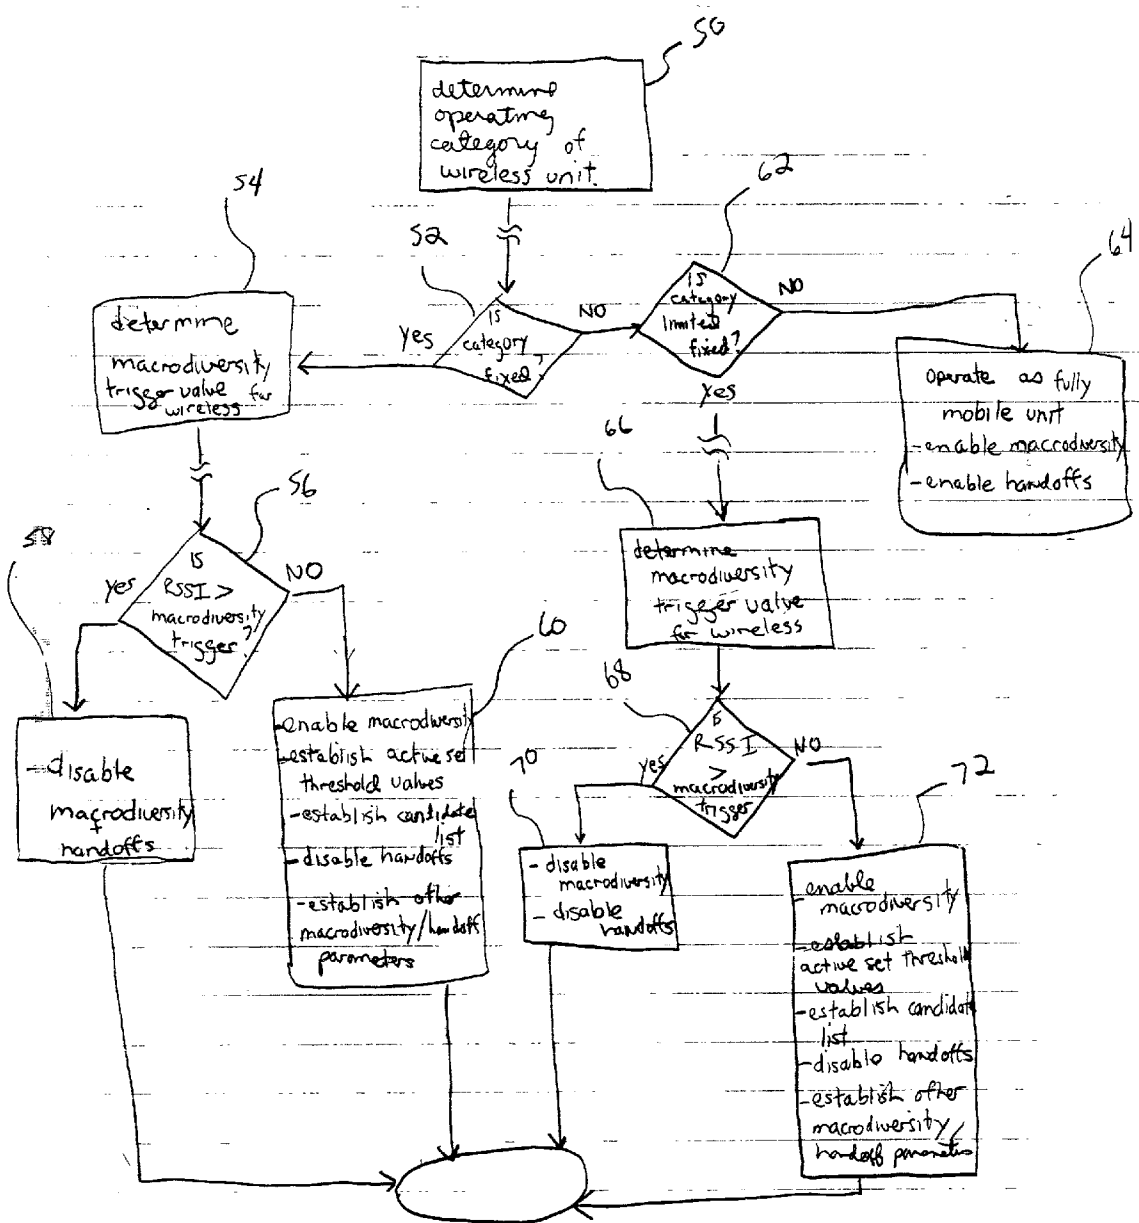 50
determine
operating
category of
wireless unit.
54
determine
macrodiversity
trigger value for
wireless
52
Is
category
fixed?
Yes
NO
62
Is
category
limited
fixed?
NO
Yes
64
operate as fully
mobile unit
-enable macrodiversity
-enable handoffs
56
Is
RSSI >
macrodiversity
trigger?
Yes
NO
58
- disable
macrodiversity
+
handoffs
60
-enable macrodiversity
-establish active set
threshold values
-establish candidate
list
-disable handoffs
-establish other
macrodiversity/handoff
parameters
66
determine
macrodiversity
trigger value
for wireless
68
Is
RSSI
>
macrodiversity
trigger
Yes
NO
70
- disable
macrodiversity
- disable
handoffs
72
-enable
macrodiversity
-establish
active set threshold
values
-establish candidate
list
-disable handoffs
-establish other
macrodiversity/
handoff parameters